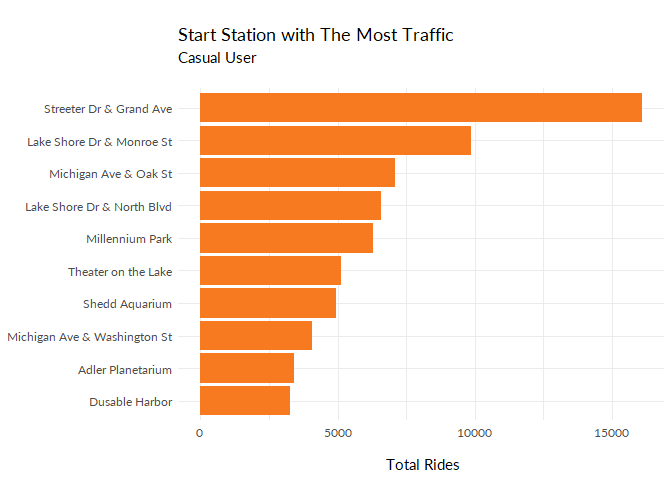 Start Station with The Most Traffic
Casual User
Streeter Dr & Grand Ave
Lake Shore Dr & Monroe St
Michigan Ave & Oak St
Lake Shore Dr & North Blvd
Millennium Park
Theater on the Lake
Shedd Aquarium
Michigan Ave & Washington St
Adler Planetarium
Dusable Harbor
0 5000 10000 15000
Total Rides